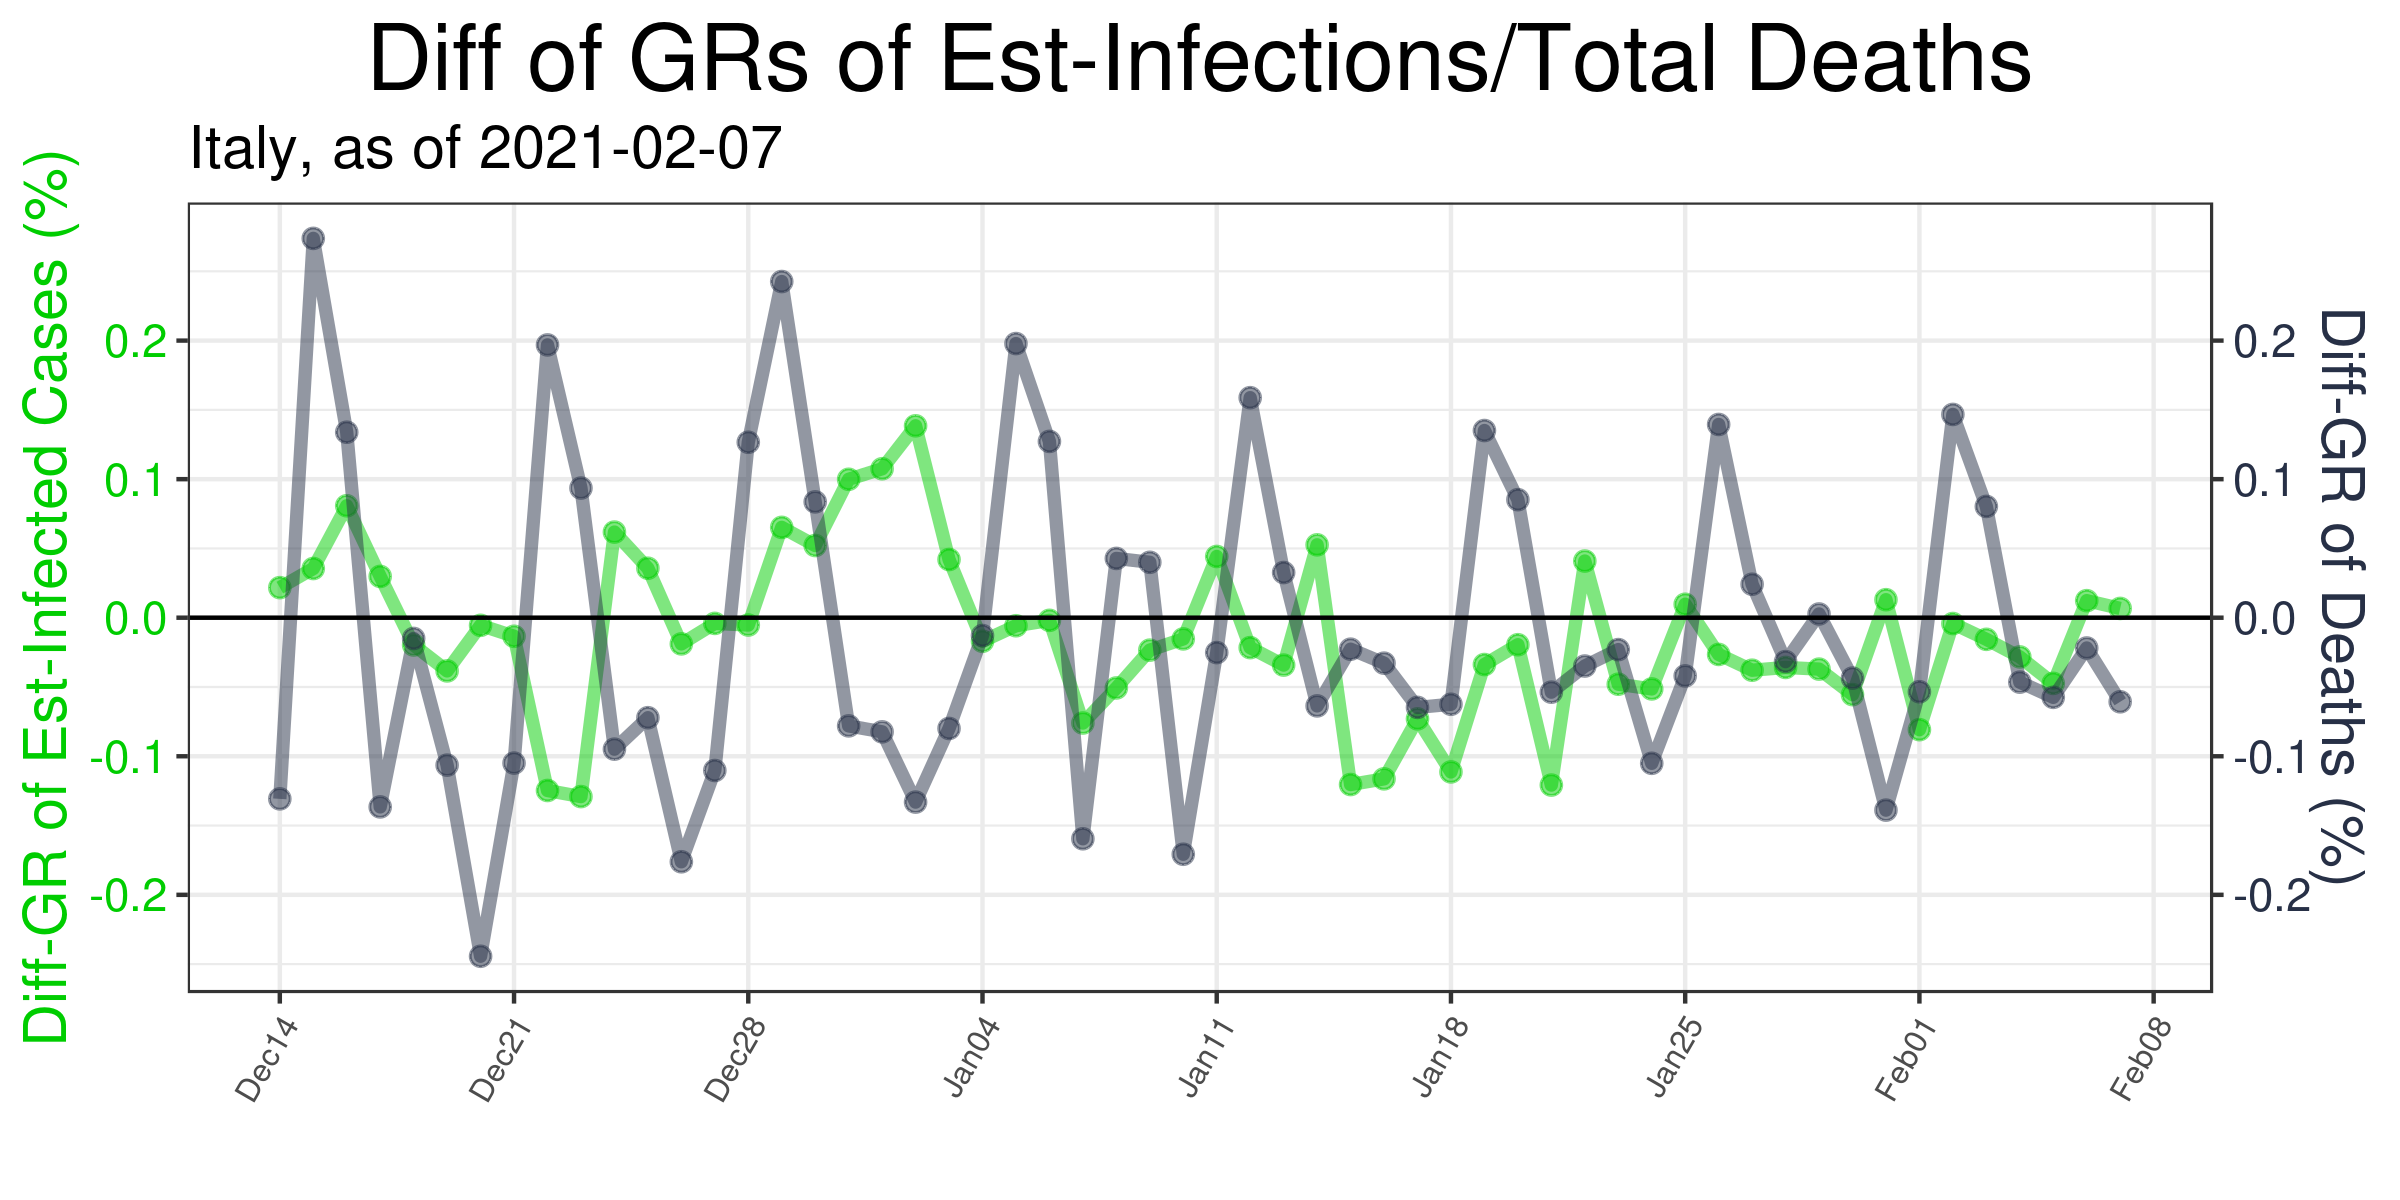 Diff of GRs of Est-Infections/Total Deaths
Italy, as of 2021-02-07
Diff-GR of Est-Infected Cases (%)
0.2
0.1
0.0
-0.1
-0.2
0.2
0.1
0.0
-0.1
-0.2
Diff-GR of Deaths (%)
Dec14
Dec21
Dec28
Jan04
Jan11
Jan18
Jan25
Feb01
Feb08